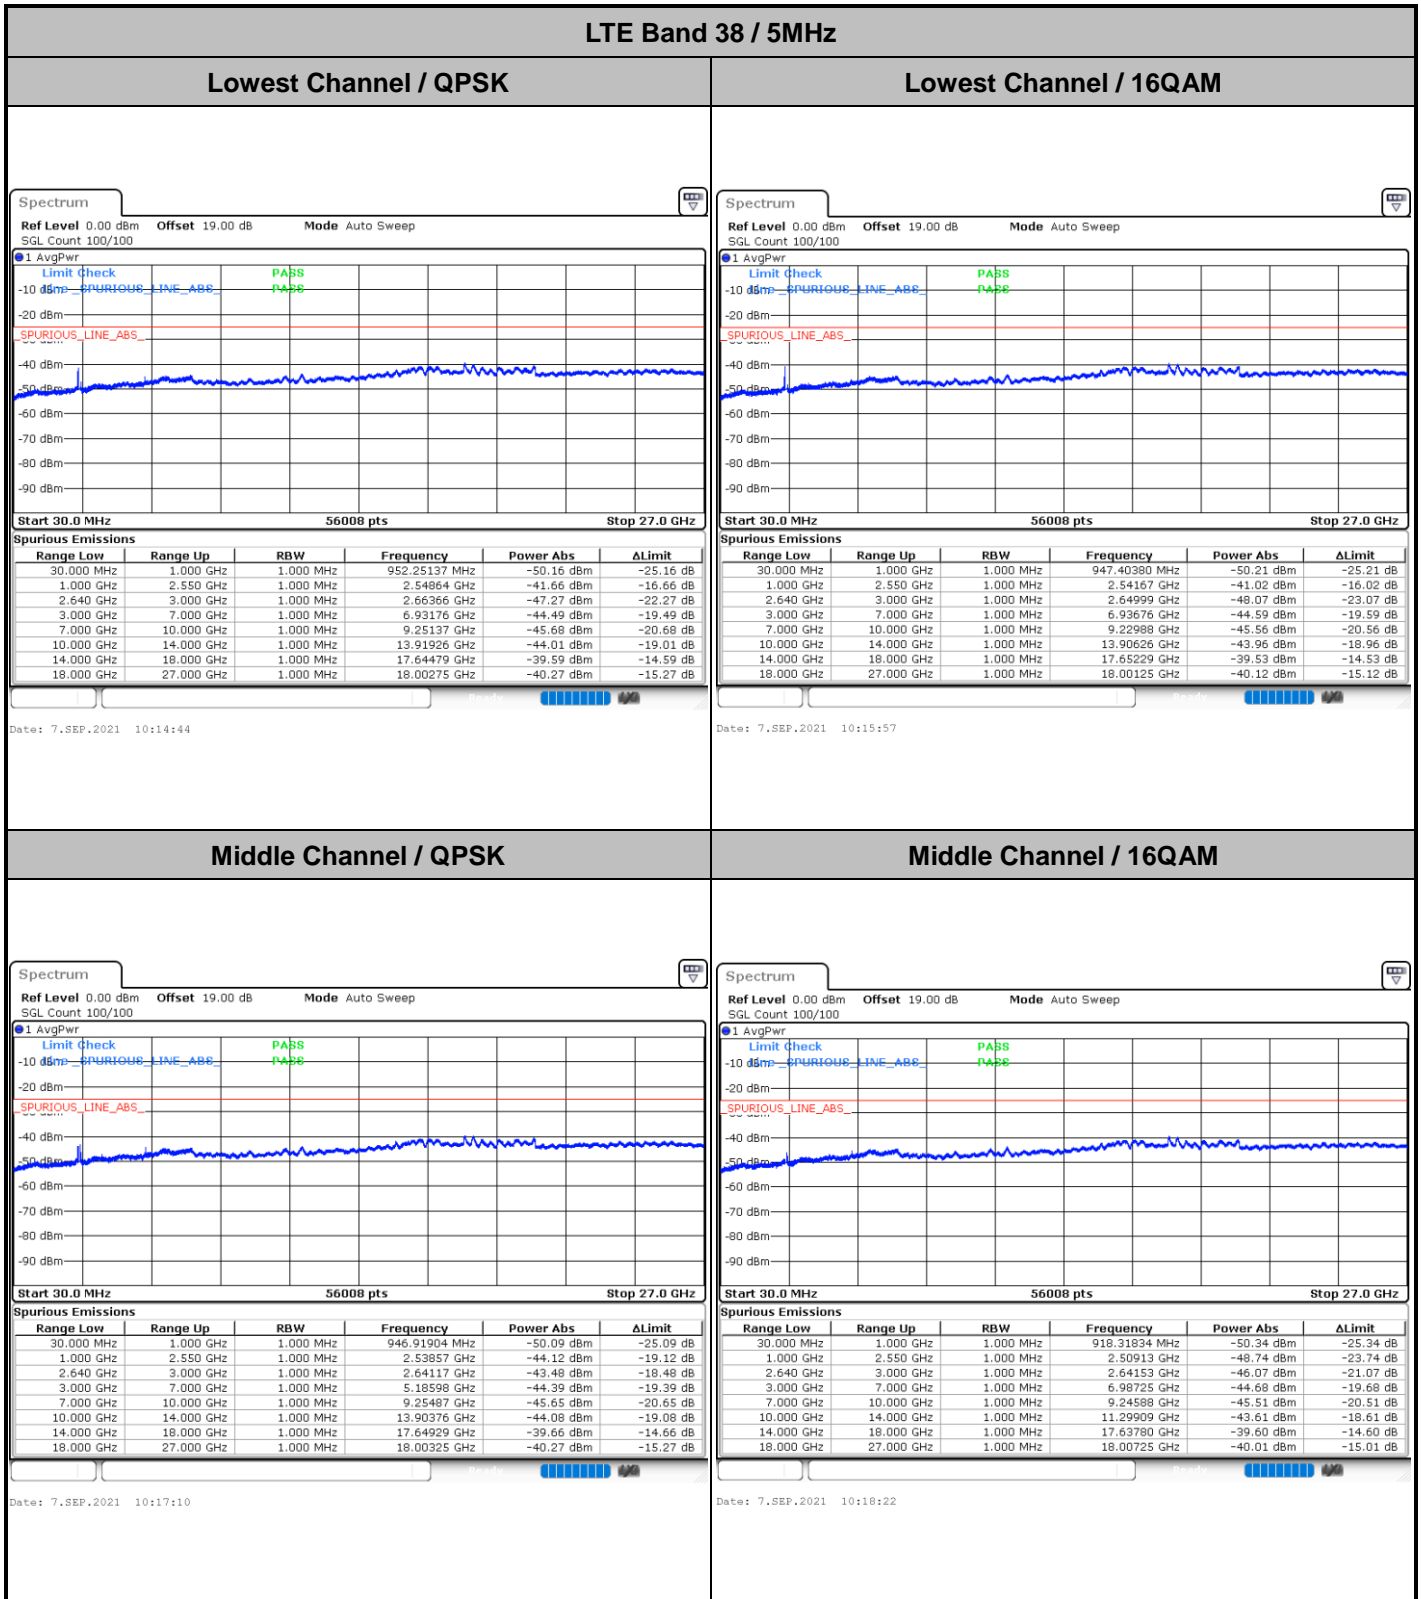 LTE Band 38 / 5MHz
Lowest Channel / QPSK
Lowest Channel / 16QAM
Spectrum
Ref Level 0.00 dBm Offset 19.00 dB Mode Auto Sweep
SGL Count 100/100
1 AvgPwr
Limit Check PASS
Line _SPURIOUS_LINE_ABS_ PASS
-10 dBm
-20 dBm
_SPURIOUS_LINE_ABS_
-30 dBm
-40 dBm
-50 dBm
-60 dBm
-70 dBm
-80 dBm
-90 dBm
Start 30.0 MHz 56008 pts Stop 27.0 GHz
Spurious Emissions
Range Low Range Up RBW Frequency Power Abs ΔLimit
30.000 MHz 1.000 GHz 1.000 MHz 952.25137 MHz -50.16 dBm -25.16 dB
1.000 GHz 2.550 GHz 1.000 MHz 2.54864 GHz -41.66 dBm -16.66 dB
2.640 GHz 3.000 GHz 1.000 MHz 2.66366 GHz -47.27 dBm -22.27 dB
3.000 GHz 7.000 GHz 1.000 MHz 6.93176 GHz -44.49 dBm -19.49 dB
7.000 GHz 10.000 GHz 1.000 MHz 9.25137 GHz -45.68 dBm -20.68 dB
10.000 GHz 14.000 GHz 1.000 MHz 13.91926 GHz -44.01 dBm -19.01 dB
14.000 GHz 18.000 GHz 1.000 MHz 17.64479 GHz -39.59 dBm -14.59 dB
18.000 GHz 27.000 GHz 1.000 MHz 18.00275 GHz -40.27 dBm -15.27 dB
Ready
Date: 7.SEP.2021 10:14:44
Spectrum
Ref Level 0.00 dBm Offset 19.00 dB Mode Auto Sweep
SGL Count 100/100
1 AvgPwr
Limit Check PASS
Line _SPURIOUS_LINE_ABS_ PASS
-10 dBm
-20 dBm
_SPURIOUS_LINE_ABS_
-30 dBm
-40 dBm
-50 dBm
-60 dBm
-70 dBm
-80 dBm
-90 dBm
Start 30.0 MHz 56008 pts Stop 27.0 GHz
Spurious Emissions
Range Low Range Up RBW Frequency Power Abs ΔLimit
30.000 MHz 1.000 GHz 1.000 MHz 947.40380 MHz -50.21 dBm -25.21 dB
1.000 GHz 2.550 GHz 1.000 MHz 2.54167 GHz -41.02 dBm -16.02 dB
2.640 GHz 3.000 GHz 1.000 MHz 2.64999 GHz -48.07 dBm -23.07 dB
3.000 GHz 7.000 GHz 1.000 MHz 6.93676 GHz -44.59 dBm -19.59 dB
7.000 GHz 10.000 GHz 1.000 MHz 9.22988 GHz -45.56 dBm -20.56 dB
10.000 GHz 14.000 GHz 1.000 MHz 13.90626 GHz -43.96 dBm -18.96 dB
14.000 GHz 18.000 GHz 1.000 MHz 17.65229 GHz -39.53 dBm -14.53 dB
18.000 GHz 27.000 GHz 1.000 MHz 18.00125 GHz -40.12 dBm -15.12 dB
Ready
Date: 7.SEP.2021 10:15:57
Middle Channel / QPSK
Middle Channel / 16QAM
Spectrum
Ref Level 0.00 dBm Offset 19.00 dB Mode Auto Sweep
SGL Count 100/100
1 AvgPwr
Limit Check PASS
Line _SPURIOUS_LINE_ABS_ PASS
-10 dBm
-20 dBm
_SPURIOUS_LINE_ABS_
-30 dBm
-40 dBm
-50 dBm
-60 dBm
-70 dBm
-80 dBm
-90 dBm
Start 30.0 MHz 56008 pts Stop 27.0 GHz
Spurious Emissions
Range Low Range Up RBW Frequency Power Abs ΔLimit
30.000 MHz 1.000 GHz 1.000 MHz 946.91904 MHz -50.09 dBm -25.09 dB
1.000 GHz 2.550 GHz 1.000 MHz 2.53857 GHz -44.12 dBm -19.12 dB
2.640 GHz 3.000 GHz 1.000 MHz 2.64117 GHz -43.48 dBm -18.48 dB
3.000 GHz 7.000 GHz 1.000 MHz 5.18598 GHz -44.39 dBm -19.39 dB
7.000 GHz 10.000 GHz 1.000 MHz 9.25487 GHz -45.65 dBm -20.65 dB
10.000 GHz 14.000 GHz 1.000 MHz 13.90376 GHz -44.08 dBm -19.08 dB
14.000 GHz 18.000 GHz 1.000 MHz 17.64929 GHz -39.66 dBm -14.66 dB
18.000 GHz 27.000 GHz 1.000 MHz 18.00325 GHz -40.27 dBm -15.27 dB
Ready
Date: 7.SEP.2021 10:17:10
Spectrum
Ref Level 0.00 dBm Offset 19.00 dB Mode Auto Sweep
SGL Count 100/100
1 AvgPwr
Limit Check PASS
Line _SPURIOUS_LINE_ABS_ PASS
-10 dBm
-20 dBm
_SPURIOUS_LINE_ABS_
-30 dBm
-40 dBm
-50 dBm
-60 dBm
-70 dBm
-80 dBm
-90 dBm
Start 30.0 MHz 56008 pts Stop 27.0 GHz
Spurious Emissions
Range Low Range Up RBW Frequency Power Abs ΔLimit
30.000 MHz 1.000 GHz 1.000 MHz 918.31834 MHz -50.34 dBm -25.34 dB
1.000 GHz 2.550 GHz 1.000 MHz 2.50913 GHz -48.74 dBm -23.74 dB
2.640 GHz 3.000 GHz 1.000 MHz 2.64153 GHz -46.07 dBm -21.07 dB
3.000 GHz 7.000 GHz 1.000 MHz 6.98725 GHz -44.68 dBm -19.68 dB
7.000 GHz 10.000 GHz 1.000 MHz 9.24588 GHz -45.51 dBm -20.51 dB
10.000 GHz 14.000 GHz 1.000 MHz 11.29909 GHz -43.61 dBm -18.61 dB
14.000 GHz 18.000 GHz 1.000 MHz 17.63780 GHz -39.60 dBm -14.60 dB
18.000 GHz 27.000 GHz 1.000 MHz 18.00725 GHz -40.01 dBm -15.01 dB
Ready
Date: 7.SEP.2021 10:18:22